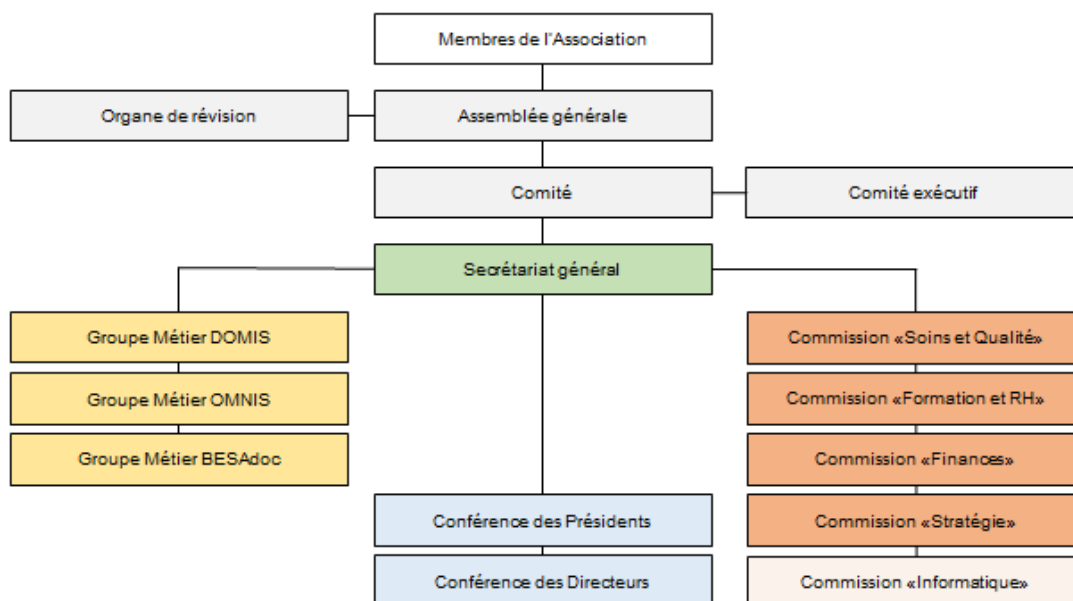 Membres de l'Association
Organe de révision
Assemblée générale
Comité
Comité exécutif
Secrétariat général
Groupe Métier DOMIS
Commission «Soins et Qualité»
Groupe Métier OMNIS
Commission «Formation et RH»
Groupe Métier BESAdoc
Commission «Finances»
Conférence des Présidents
Commission «Stratégie»
Conférence des Directeurs
Commission «Informatique»